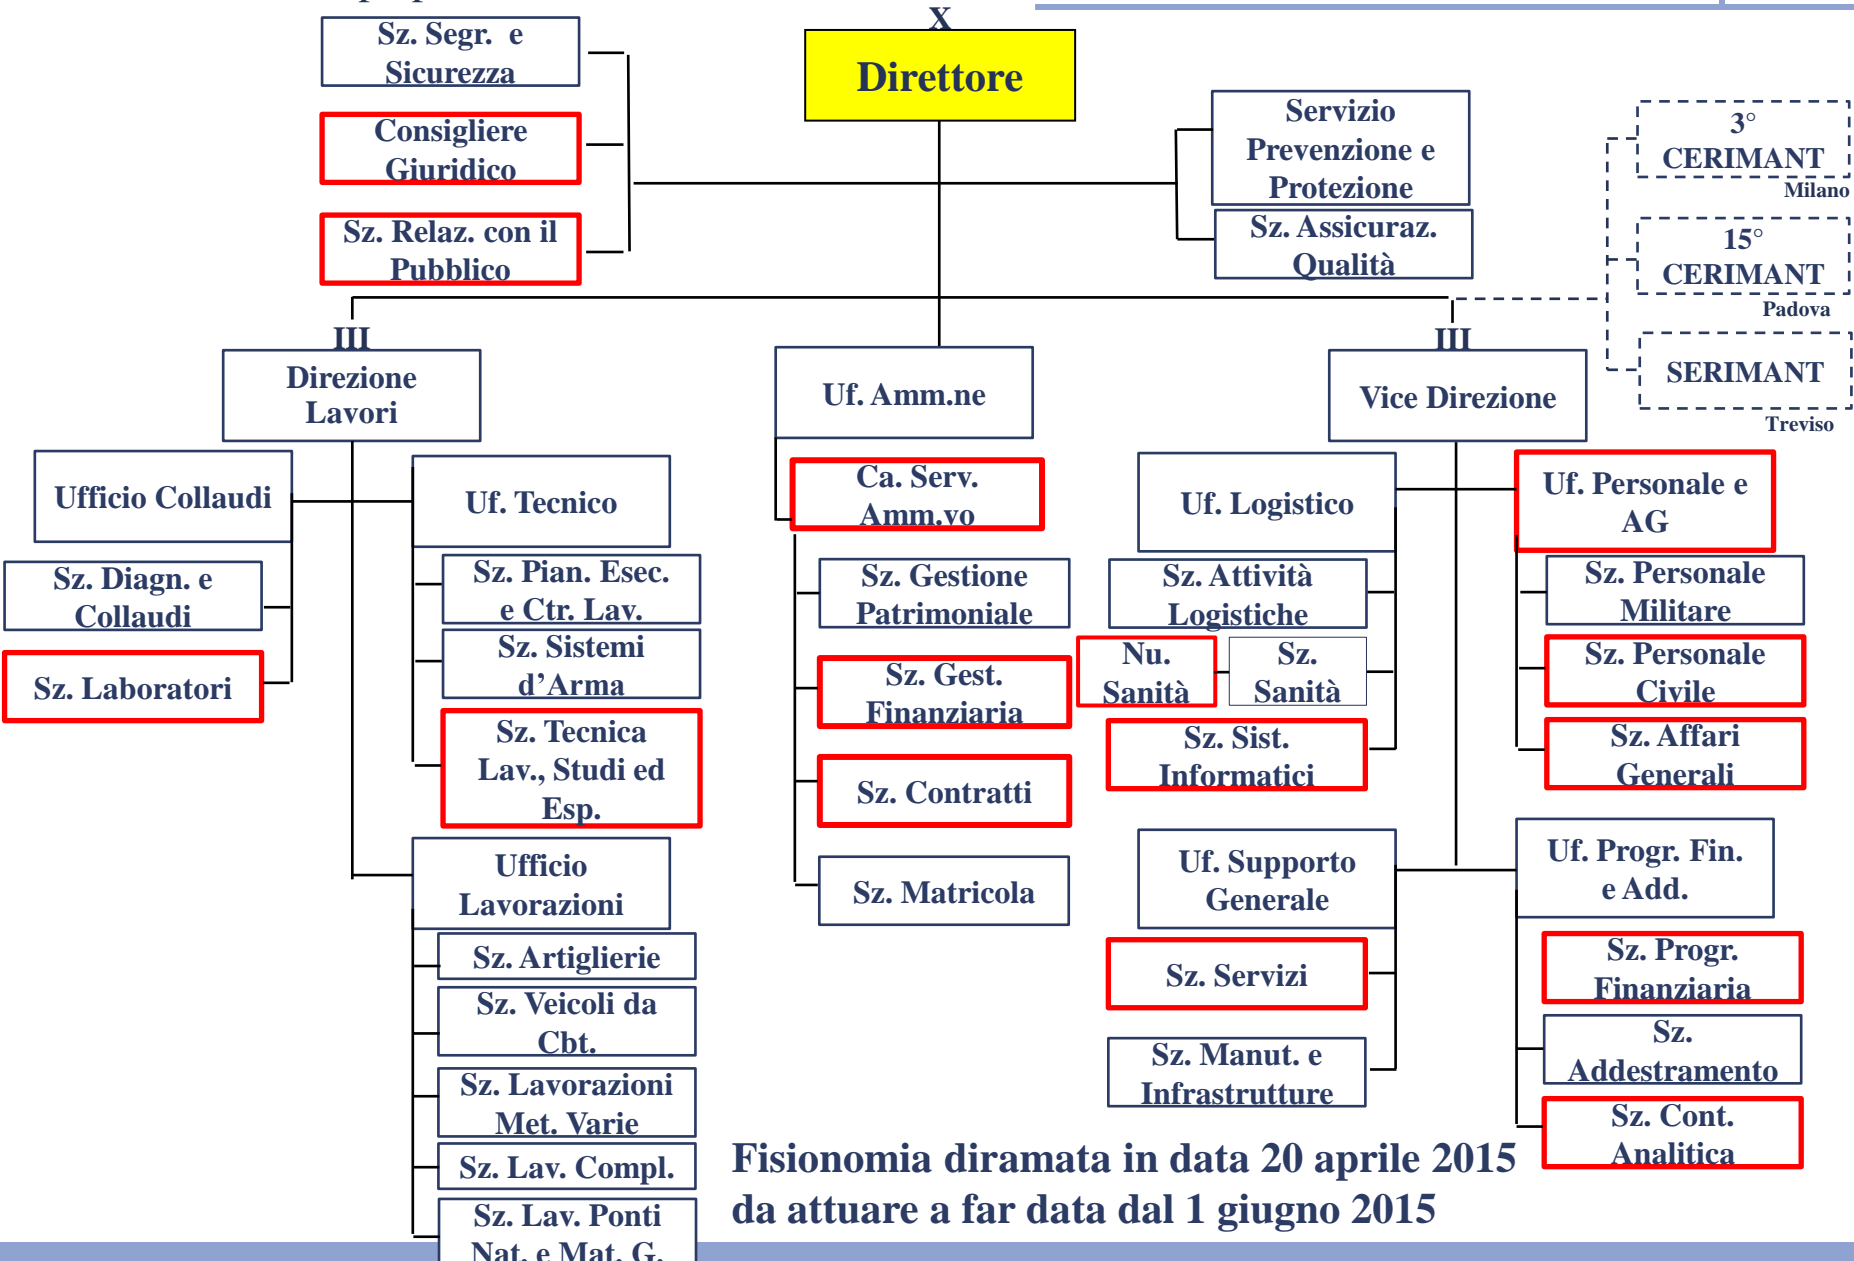 X
Direttore
Sz. Segr. e
Sicurezza
Consigliere
Giuridico
Sz. Relaz. con il
Pubblico
Servizio
Prevenzione e
Protezione
Sz. Assicuraz.
Qualità
3°
CERIMANT
Milano
15°
CERIMANT
Padova
SERIMANT
Treviso
III
Direzione
Lavori
Uf. Amm.ne
III
Vice Direzione
Ufficio Collaudi
Sz. Diagn. e
Collaudi
Sz. Laboratori
Uf. Tecnico
Sz. Pian. Esec.
e Ctr. Lav.
Sz. Sistemi
d’Arma
Sz. Tecnica
Lav., Studi ed
Esp.
Ufficio
Lavorazioni
Sz. Artiglierie
Sz. Veicoli da
Cbt.
Sz. Lavorazioni
Met. Varie
Sz. Lav. Compl.
Sz. Lav. Ponti
Nat. e Mat. G.
Ca. Serv.
Amm.vo
Sz. Gestione
Patrimoniale
Sz. Gest.
Finanziaria
Sz. Contratti
Sz. Matricola
Uf. Logistico
Sz. Attività
Logistiche
Nu.
Sanità
Sz.
Sanità
Sz. Sist.
Informatici
Uf. Personale e
AG
Sz. Personale
Militare
Sz. Personale
Civile
Sz. Affari
Generali
Uf. Supporto
Generale
Sz. Servizi
Sz. Manut. e
Infrastrutture
Uf. Progr. Fin.
e Add.
Sz. Progr.
Finanziaria
Sz.
Addestramento
Sz. Cont.
Analitica
Fisionomia diramata in data 20 aprile 2015
da attuare a far data dal 1 giugno 2015